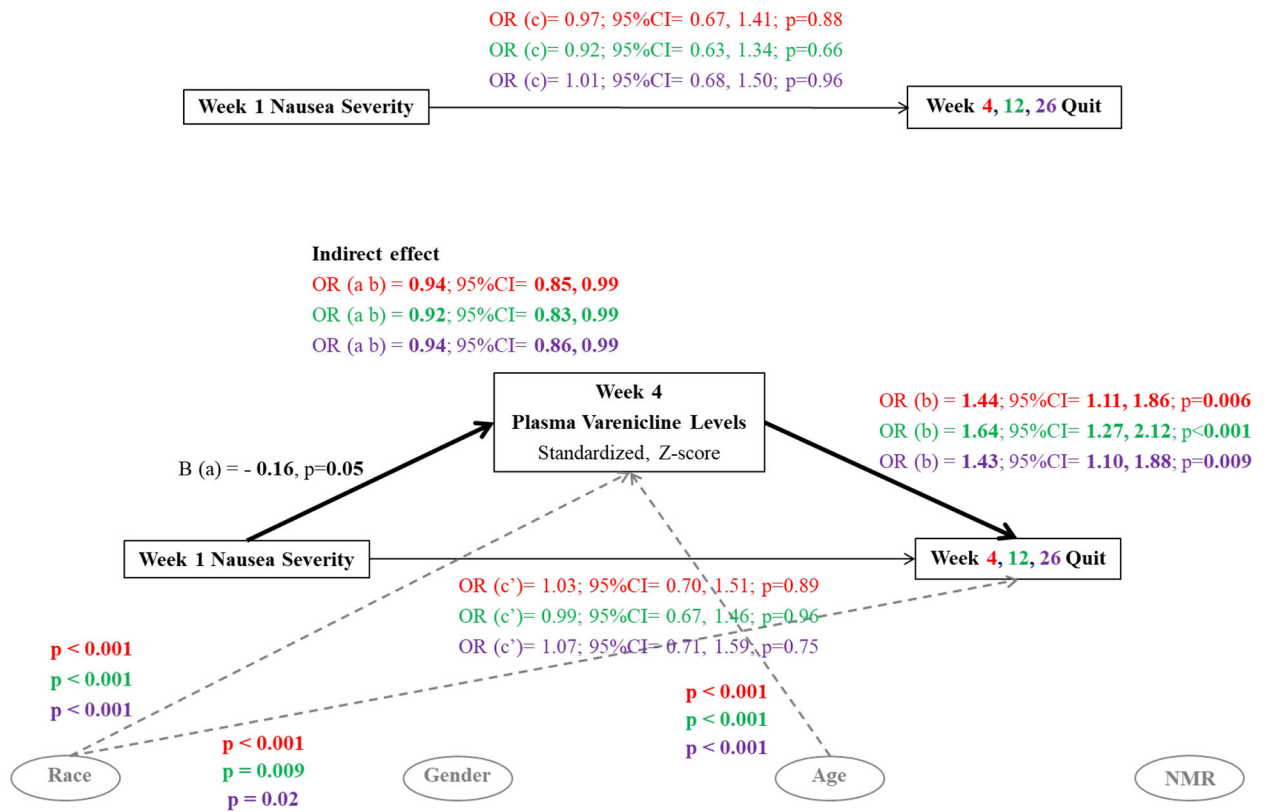 OR (c)= 0.97; 95%CI= 0.67, 1.41; p=0.88
OR (c)= 0.92; 95%CI= 0.63, 1.34; p=0.66
OR (c)= 1.01; 95%CI= 0.68, 1.50; p=0.96
Week 1 Nausea Severity
Week 4, 12, 26 Quit
Indirect effect
OR (a b) = 0.94; 95%CI= 0.85, 0.99
OR (a b) = 0.92; 95%CI= 0.83, 0.99
OR (a b) = 0.94; 95%CI= 0.86, 0.99
Week 4
Plasma Varenicline Levels
Standardized, Z-score
OR (b) = 1.44; 95%CI= 1.11, 1.86; p=0.006
OR (b) = 1.64; 95%CI= 1.27, 2.12; p<0.001
OR (b) = 1.43; 95%CI= 1.10, 1.88; p=0.009
B (a) = - 0.16, p=0.05
Week 1 Nausea Severity
Week 4, 12, 26 Quit
OR (c’)= 1.03; 95%CI= 0.70, 1.51; p=0.89
OR (c’)= 0.99; 95%CI= 0.67, 1.46; p=0.96
OR (c’)= 1.07; 95%CI= 0.71, 1.59; p=0.75
p < 0.001
p < 0.001
p < 0.001
p < 0.001
p < 0.001
p < 0.001
p < 0.001
p = 0.009
p = 0.02
Race
Gender
Age
NMR